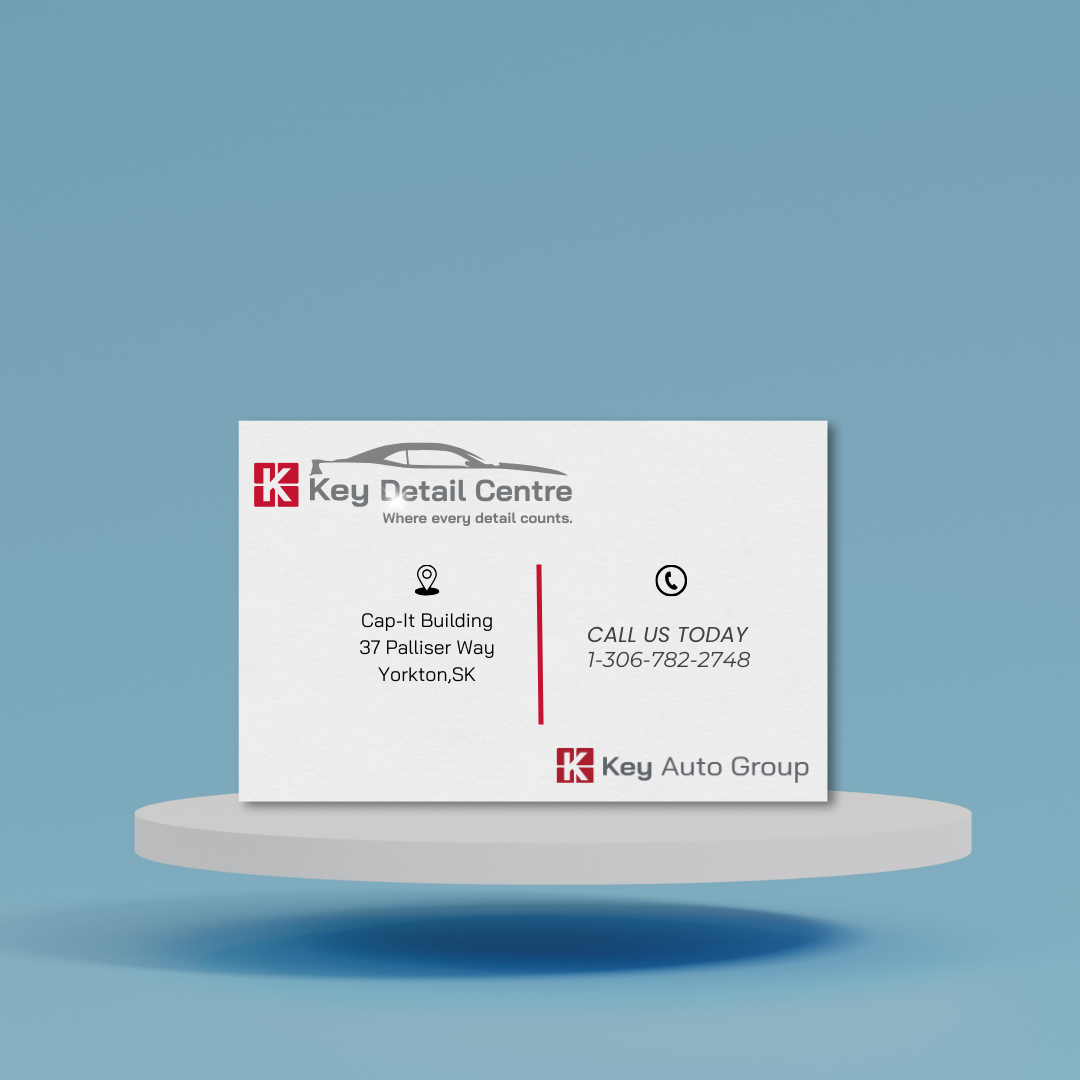 Key Detail Centre
Where every detail counts.
Cap-It Building
37 Palliser Way
Yorkton,SK
CALL US TODAY
1-306-782-2748
Key Auto Group